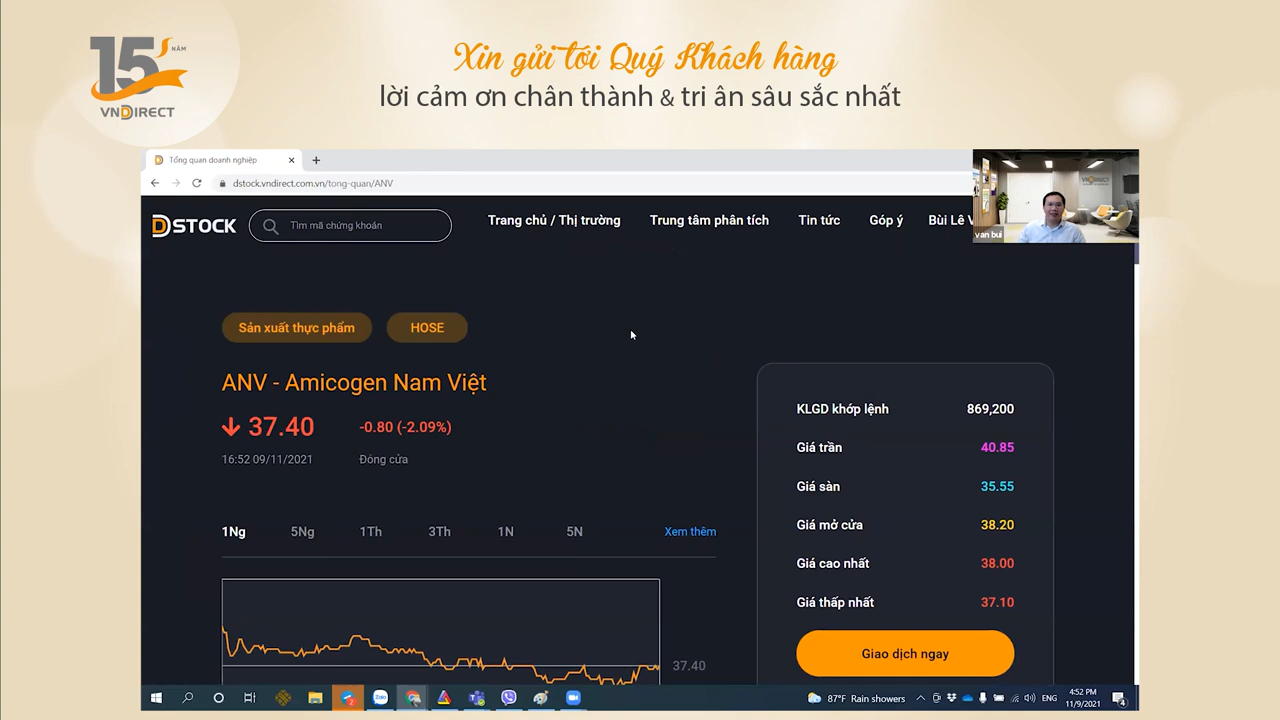 15 NĂM
VNDIRECT
Xin gửi tới Quý Khách hàng
lời cảm ơn chân thành & tri ân sâu sắc nhất
Tổng quan doanh nghiệp
dstock.vndirect.com.vn/tong-quan/ANV
DSTOCK
Tìm mã chứng khoán
Trang chủ / Thị trường
Trung tâm phân tích
Tin tức
Góp ý
Bùi Lê V
VNDIRECT
van bui
Sản xuất thực phẩm
HOSE
ANV - Amicogen Nam Việt
37.40
-0.80 (-2.09%)
16:52 09/11/2021
Đóng cửa
1Ng 5Ng 1Th 3Th 1N 5N Xem thêm
37.40
KLGD khớp lệnh 869,200
Giá trần 40.85
Giá sàn 35.55
Giá mở cửa 38.20
Giá cao nhất 38.00
Giá thấp nhất 37.10
Giao dịch ngay
2
Zalo
87°F Rain showers
ENG
4:52 PM
11/9/2021
4